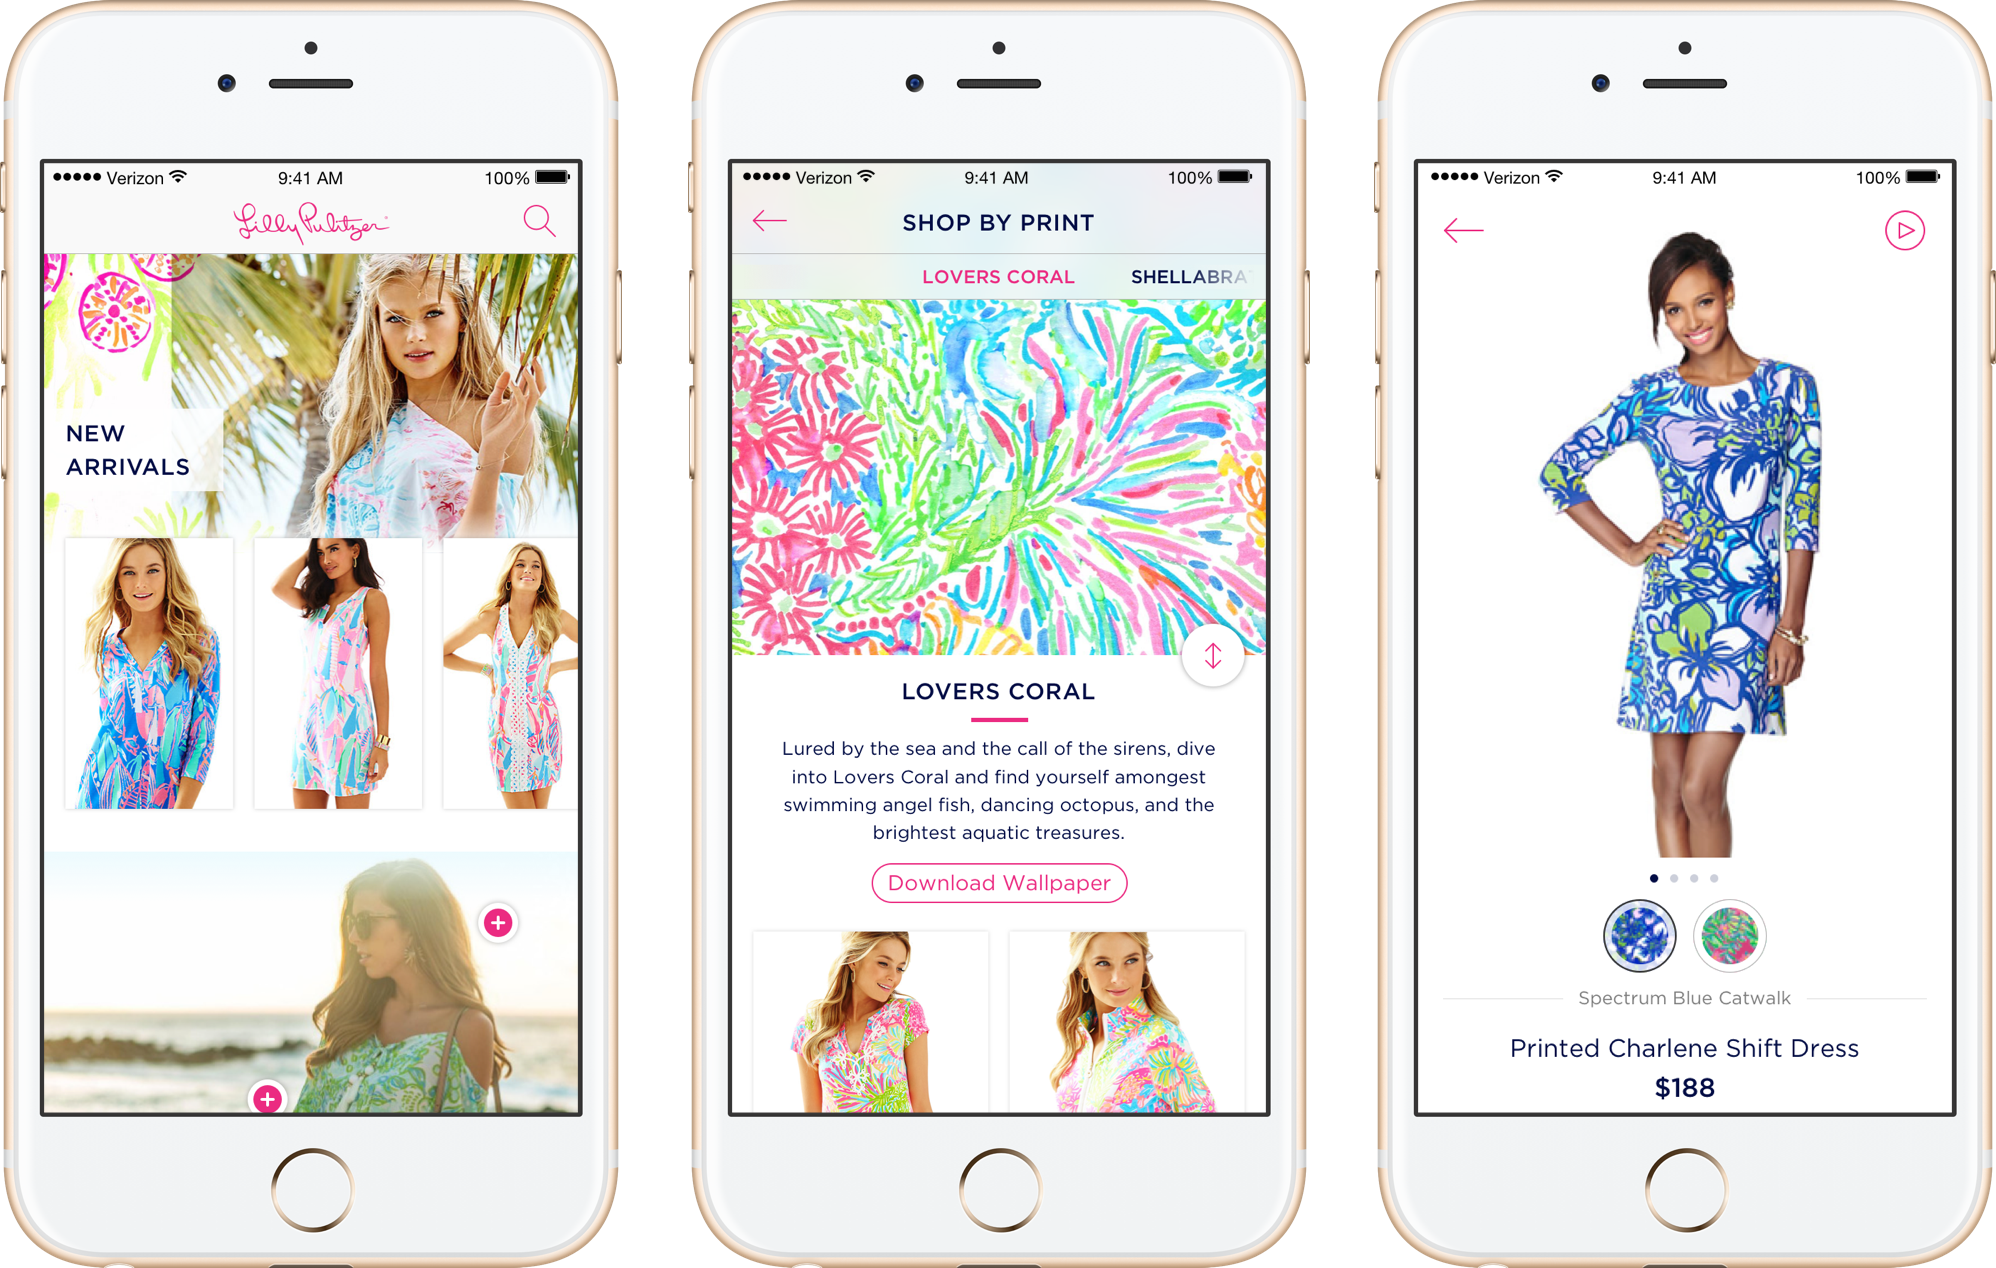 Verizon 9:41 AM 100%
Lilly Pulitzer
NEW
ARRIVALS
Verizon 9:41 AM 100%
SHOP BY PRINT
LOVERS CORAL SHELLABRA
LOVERS CORAL
Lured by the sea and the call of the sirens, dive
into Lovers Coral and find yourself amongest
swimming angel fish, dancing octopus, and the
brightest aquatic treasures.
Download Wallpaper
Verizon 9:41 AM 100%
Spectrum Blue Catwalk
Printed Charlene Shift Dress
$188